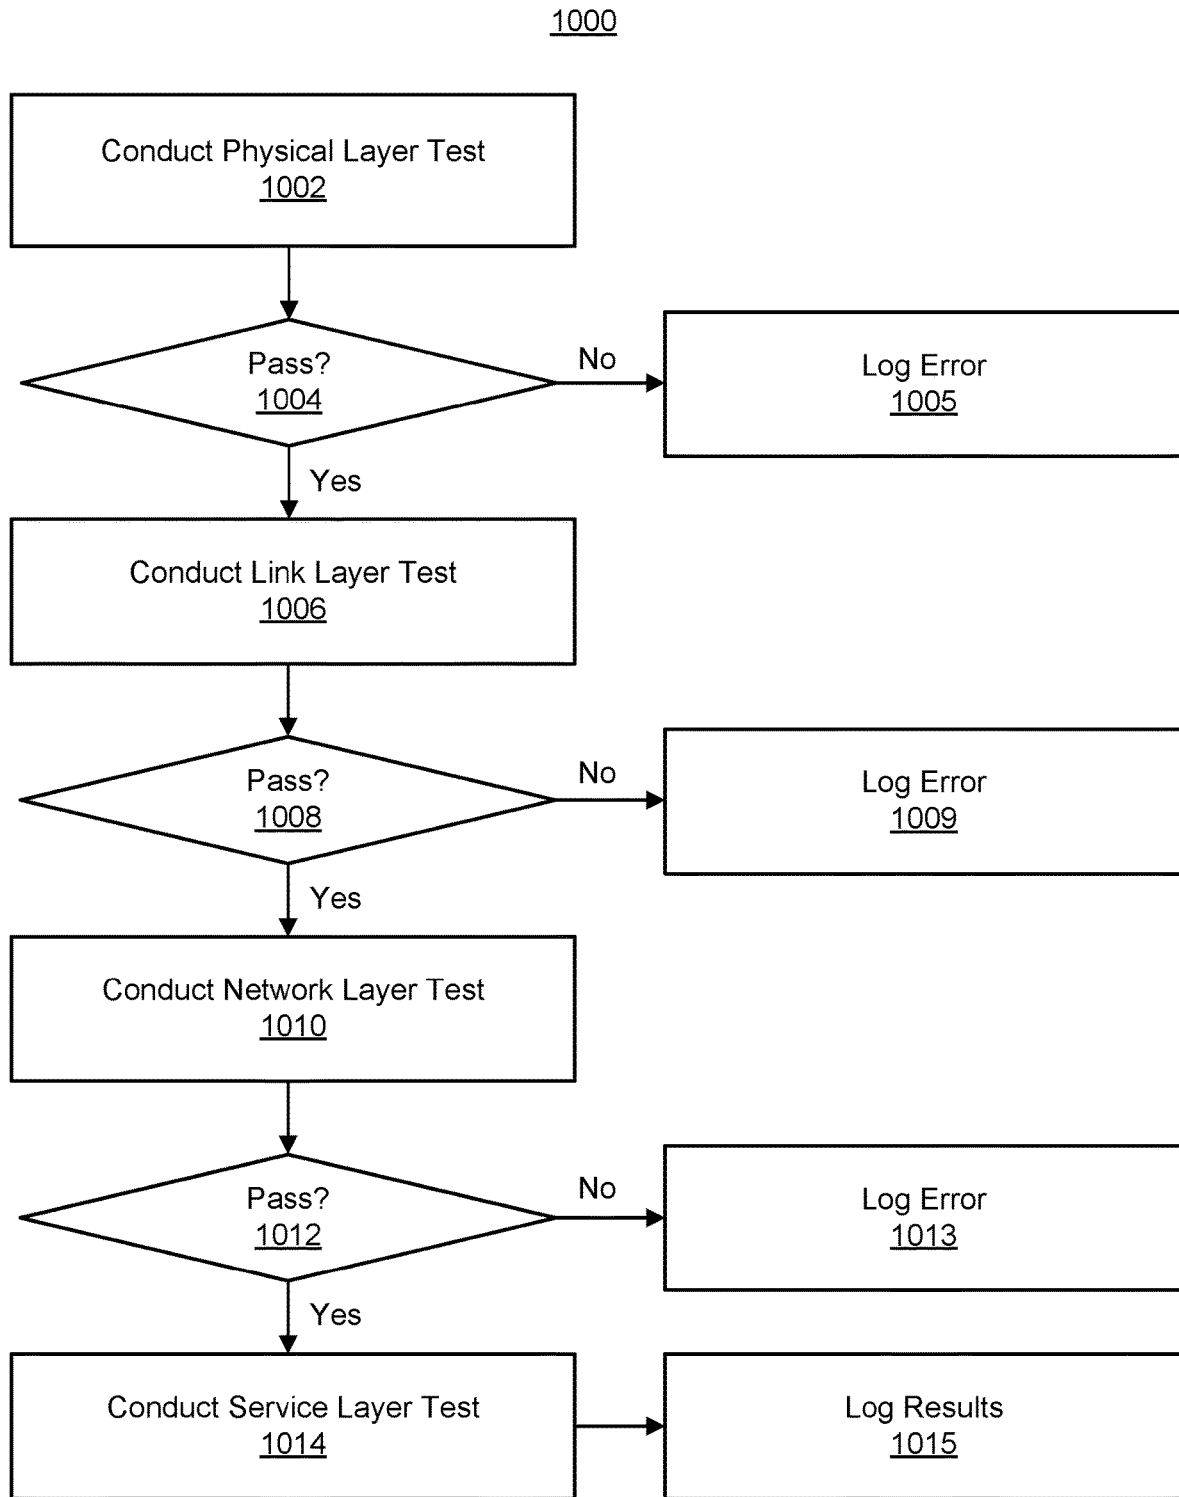 1000
Conduct Physical Layer Test
1002
Pass?
1004
No
Log Error
1005
Yes
Conduct Link Layer Test
1006
Pass?
1008
No
Log Error
1009
Yes
Conduct Network Layer Test
1010
Pass?
1012
No
Log Error
1013
Yes
Conduct Service Layer Test
1014
Log Results
1015